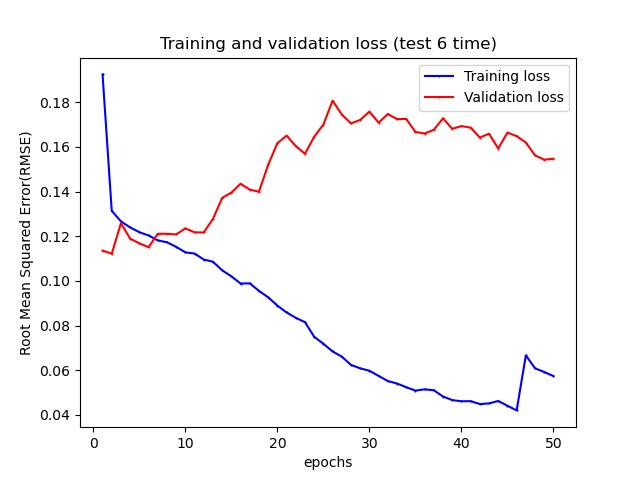 Training and validation loss (test 6 time)
Training loss
Validation loss
Root Mean Squared Error(RMSE)
0.18
0.16
0.14
0.12
0.10
0.08
0.06
0.04
0
10
20
30
40
50
epochs